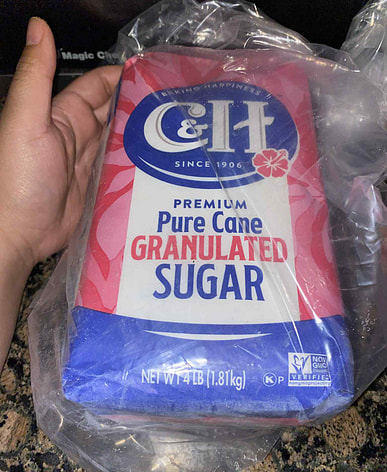 Magic Che
BAKING HAPPINESS
C&H
SINCE 1906
PREMIUM
Pure Cane
GRANULATED
SUGAR
NET WT 4 LB (1.81kg)
K P
NON
GMO
VERIFIED